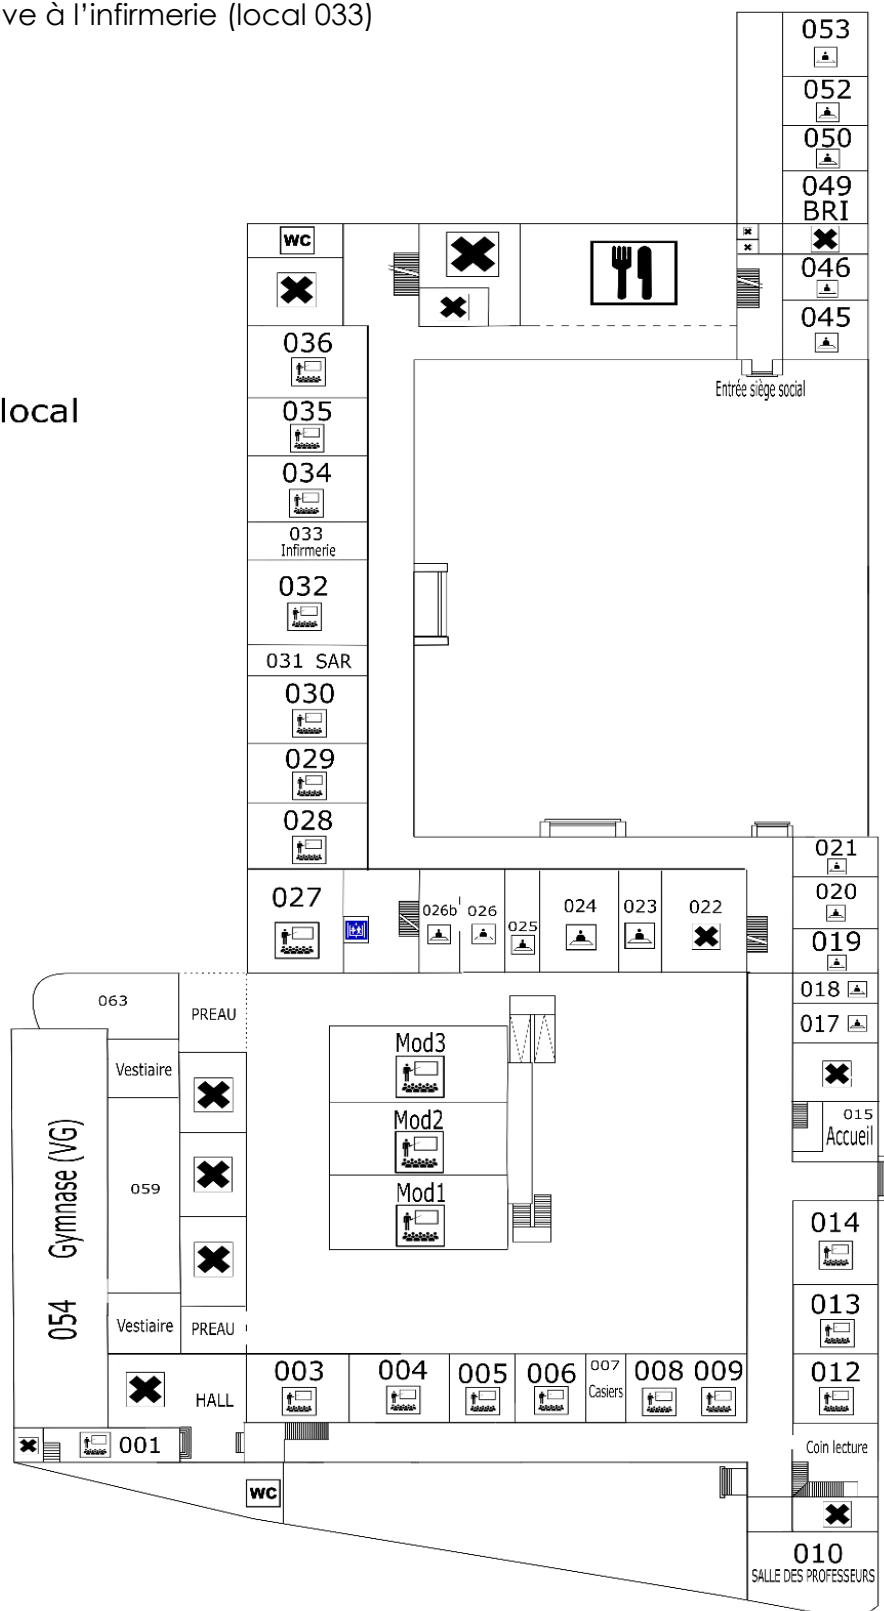 ve à l’infirmerie (local 033)
053
052
050
049
BRI
WC
046
045
036
Entrée siège social
local
035
034
033
Infirmerie
032
031 SAR
030
029
028
021
027
026b
026
025
024
023
022
020
019
018
017
063
PREAU
Mod3
Vestiaire
Mod2
015
Accueil
054 Gymnase (VG)
059
Mod1
014
013
Vestiaire
PREAU
003
004
005
006
007
Casiers
008
009
012
HALL
001
Coin lecture
WC
010
SALLE DES PROFESSEURS